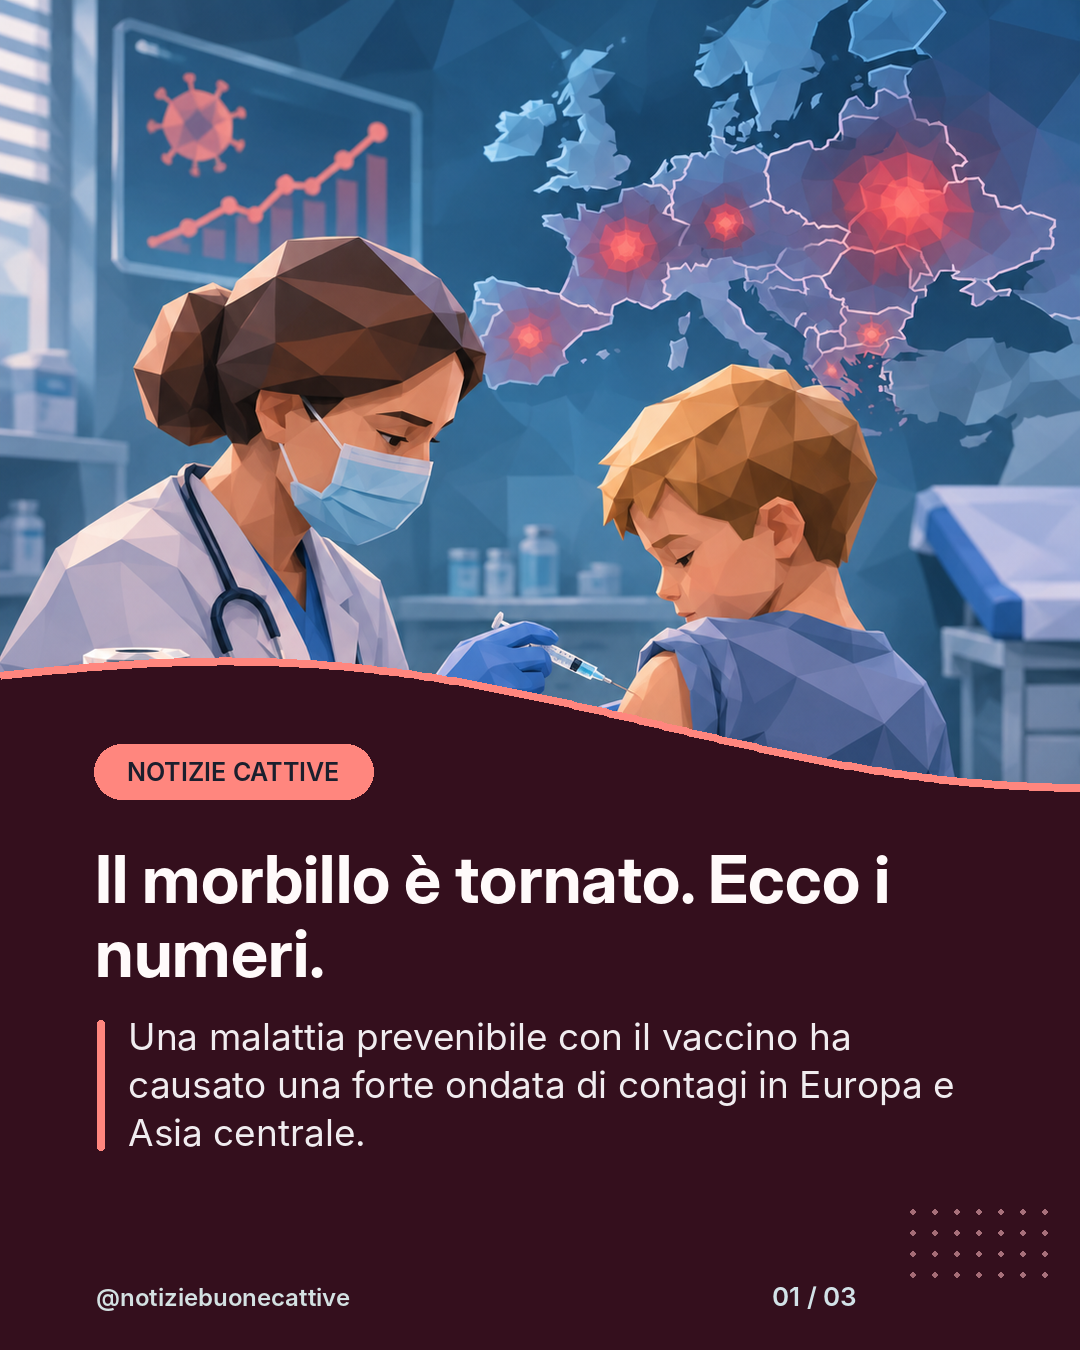 NOTIZIE CATTIVE
Il morbillo è tornato. Ecco i
numeri.
Una malattia prevenibile con il vaccino ha
causato una forte ondata di contagi in Europa e
Asia centrale.
@notiziebuonecattive
01 / 03